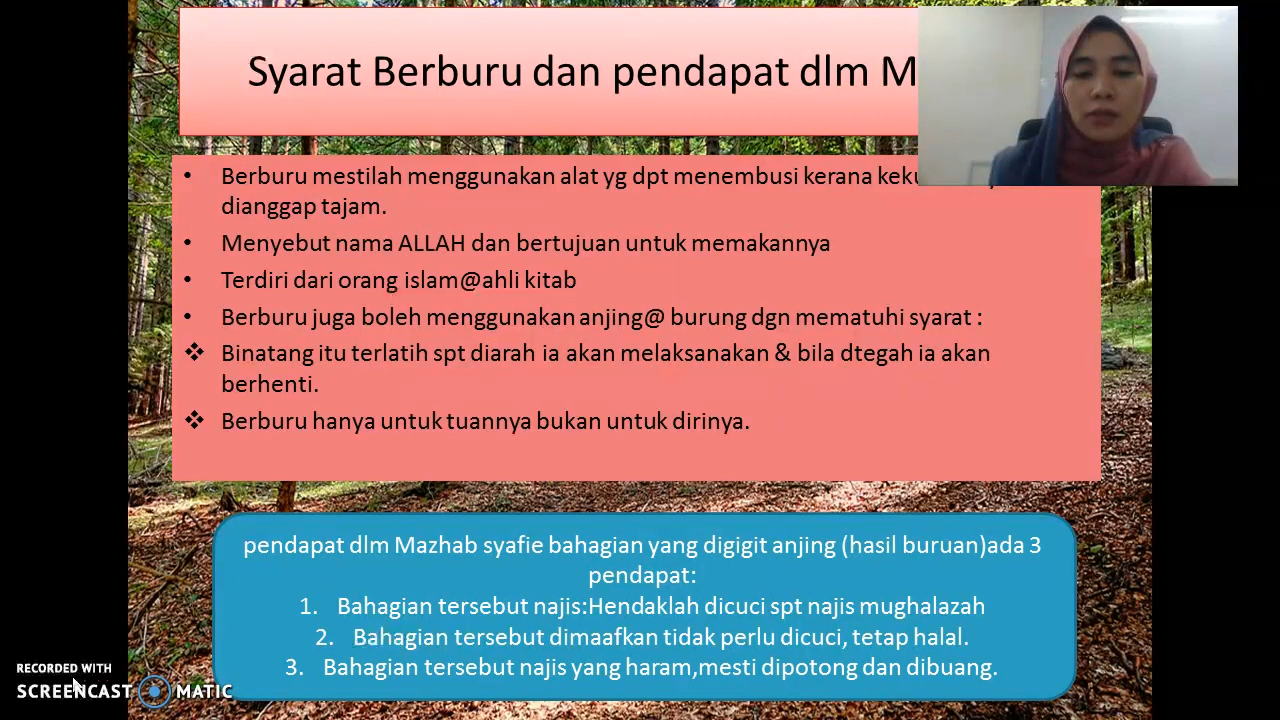 Syarat Berburu dan pendapat dlm M
• Berburu mestilah menggunakan alat yg dpt menembusi kerana
dianggap tajam.
• Menyebut nama ALLAH dan bertujuan untuk memakannya
• Terdiri dari orang islam@ahli kitab
• Berburu juga boleh menggunakan anjing@ burung dgn mematuhi syarat :
❖ Binatang itu terlatih spt diarah ia akan melaksanakan & bila dtegah ia akan
berhenti.
❖ Berburu hanya untuk tuannya bukan untuk dirinya.
pendapat dlm Mazhab syafie bahagian yang digigit anjing (hasil buruan)ada 3
pendapat:
1. Bahagian tersebut najis:Hendaklah dicuci spt najis mughalazah
2. Bahagian tersebut dimaafkan tidak perlu dicuci, tetap halal.
3. Bahagian tersebut najis yang haram,mesti dipotong dan dibuang.
RECORDED WITH
SCREENCAST MATIC